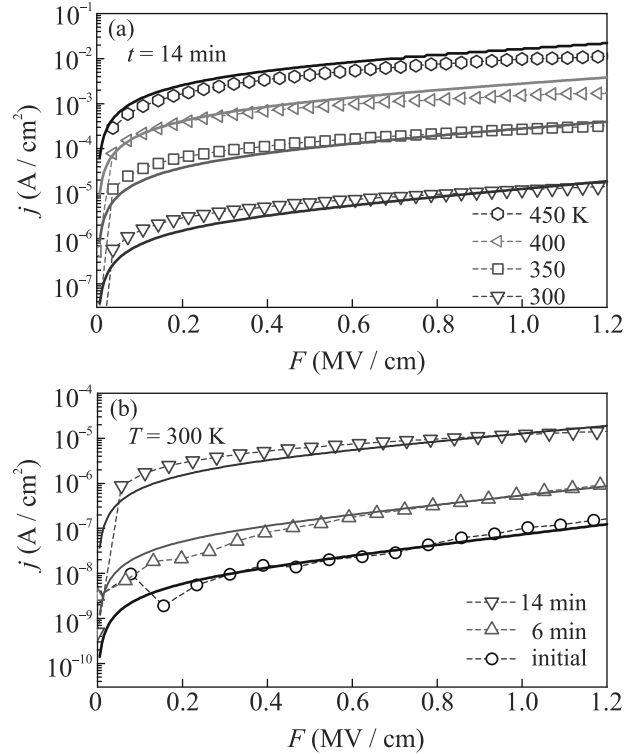 (a)
t = 14 min
10⁻¹
10⁻²
10⁻³
10⁻⁴
10⁻⁵
10⁻⁶
10⁻⁷
j (A / cm²)
450 K
400
350
300
0 0.2 0.4 0.6 0.8 1.0 1.2
F (MV / cm)
(b)
T = 300 K
10⁻⁴
10⁻⁵
10⁻⁶
10⁻⁷
10⁻⁸
10⁻⁹
10⁻¹⁰
j (A / cm²)
14 min
6 min
initial
0 0.2 0.4 0.6 0.8 1.0 1.2
F (MV / cm)